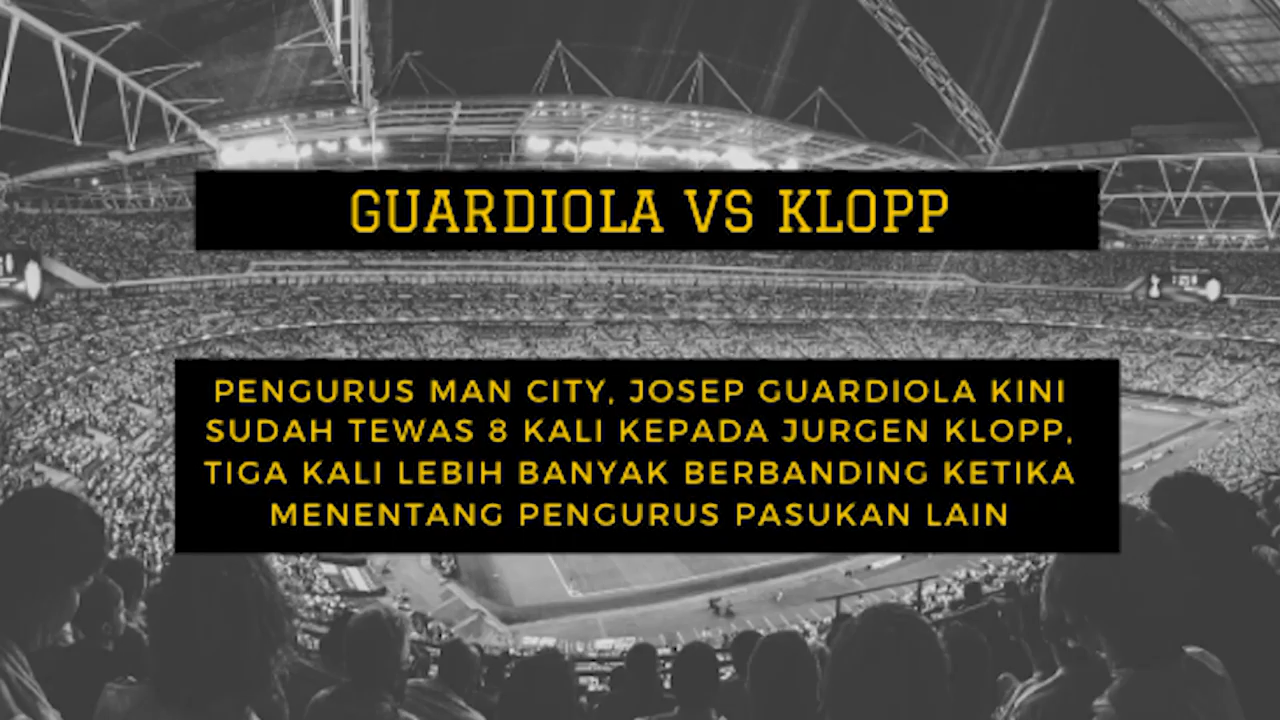 GUARDIOLA VS KLOPP
PENGURUS MAN CITY, JOSEP GUARDIOLA KINI
SUDAH TEWAS 8 KALI KEPADA JURGEN KLOPP,
TIGA KALI LEBIH BANYAK BERBANDING KETIKA
MENENTANG PENGURUS PASUKAN LAIN